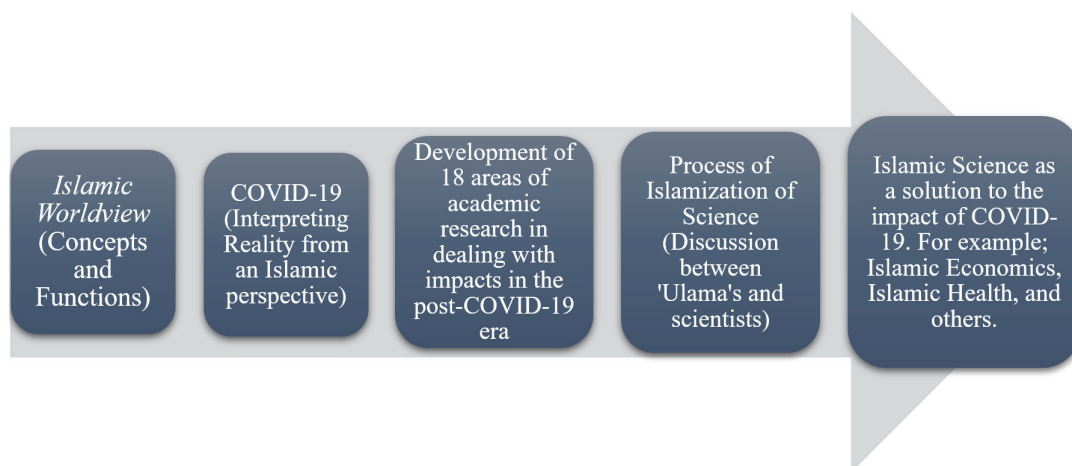 Islamic
Worldview
(Concepts
and
Functions)
COVID-19
(Interpreting
Reality from
an Islamic
perspective)
Development of
18 areas of
academic
research in
dealing with
impacts in the
post-COVID-19
era
Process of
Islamization of
Science
(Discussion
between
'Ulama's and
scientists)
Islamic Science as
a solution to the
impact of COVID-
19. For example;
Islamic Economics,
Islamic Health, and
others.